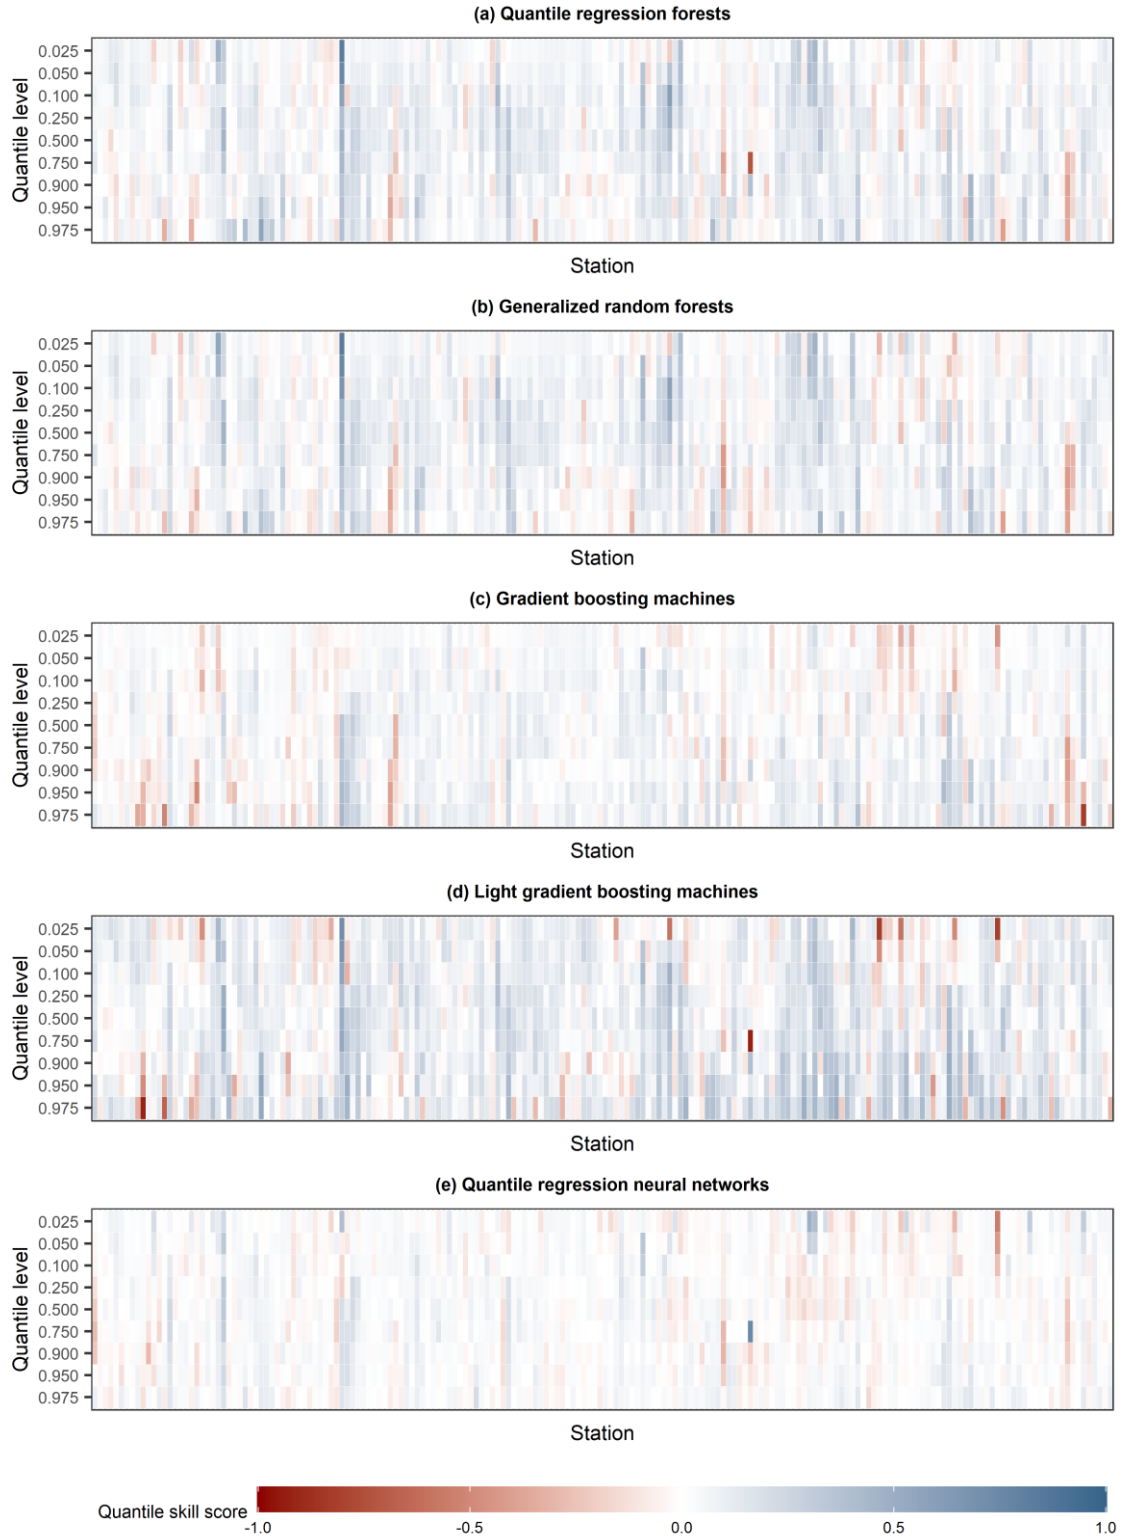 (a) Quantile regression forests
Quantile level
0.025
0.050
0.100
0.250
0.500
0.750
0.900
0.950
0.975
Station
(b) Generalized random forests
Quantile level
0.025
0.050
0.100
0.250
0.500
0.750
0.900
0.950
0.975
Station
(c) Gradient boosting machines
Quantile level
0.025
0.050
0.100
0.250
0.500
0.750
0.900
0.950
0.975
Station
(d) Light gradient boosting machines
Quantile level
0.025
0.050
0.100
0.250
0.500
0.750
0.900
0.950
0.975
Station
(e) Quantile regression neural networks
Quantile level
0.025
0.050
0.100
0.250
0.500
0.750
0.900
0.950
0.975
Station
Quantile skill score
-1.0 -0.5 0.0 0.5 1.0